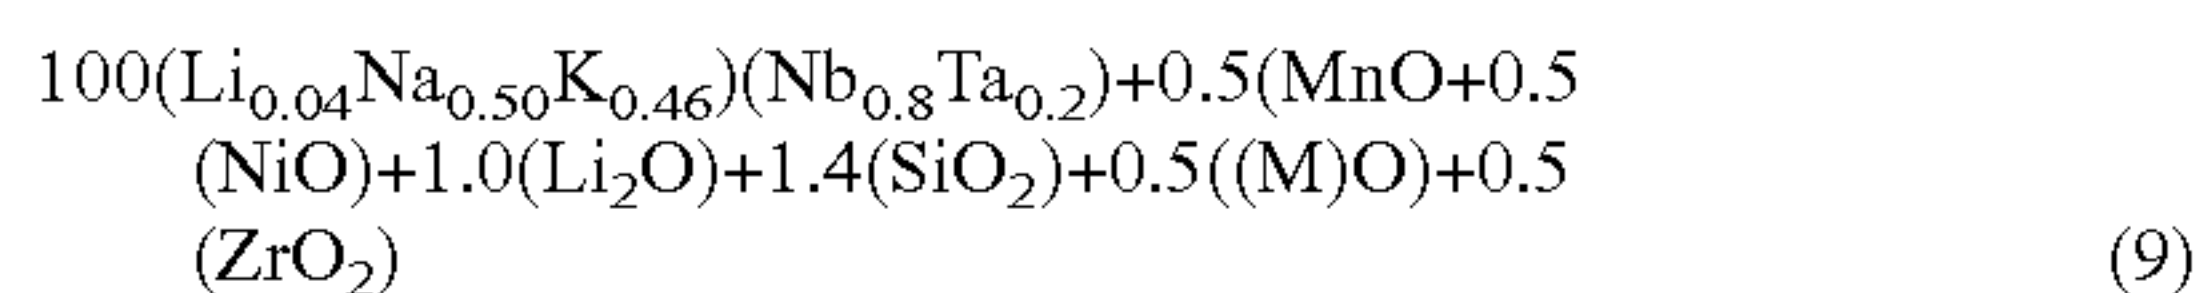 100(Li₀.₀₄Na₀.₅₀K₀.₄₆)(Nb₀.₈Ta₀.₂)+0.5(MnO+0.5
(NiO)+1.0(Li₂O)+1.4(SiO₂)+0.5((M)O)+0.5
(ZrO₂) (9)